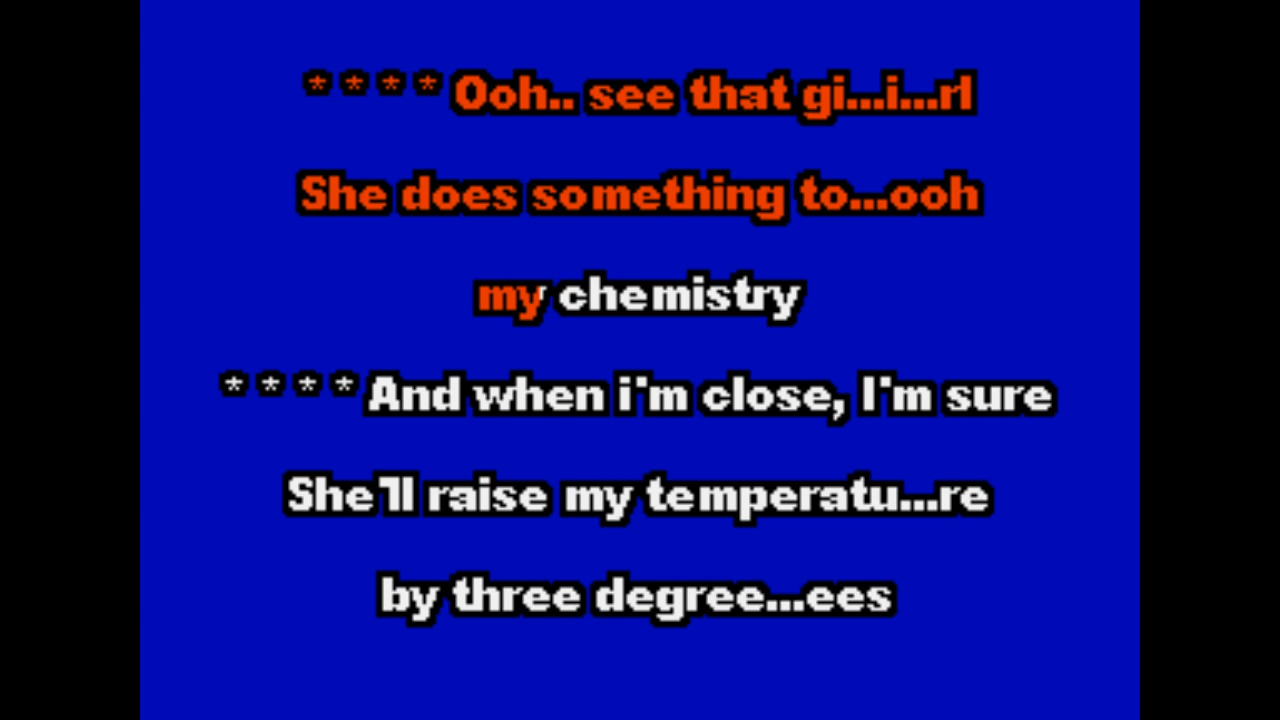 * * * * Ooh.. see that gi...i...rl
She does something to...ooh
my chemistry
* * * * And when i'm close, I'm sure
She'll raise my temperatu...re
by three degree...ees